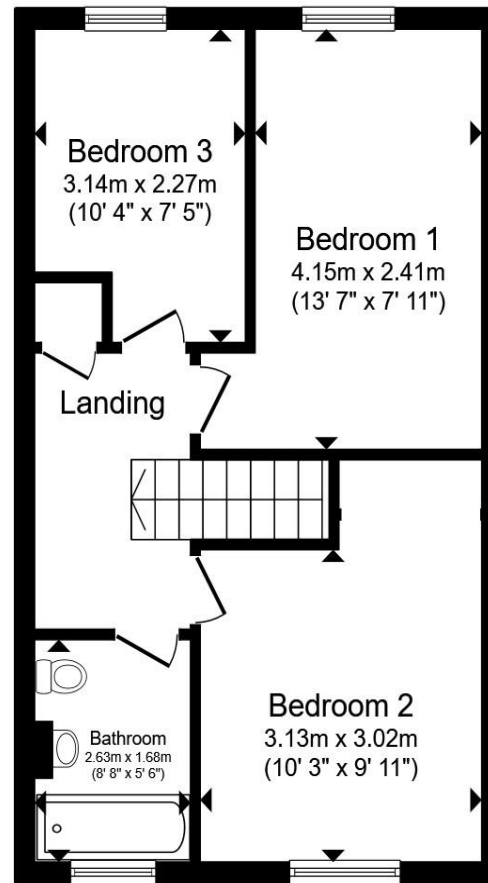 Bedroom 3
3.14m x 2.27m
(10' 4" x 7' 5")
Bedroom 1
4.15m x 2.41m
(13' 7" x 7' 11")
Landing
Bedroom 2
3.13m x 3.02m
(10' 3" x 9' 11")
Bathroom
2.63m x 1.68m
(8' 8" x 5' 6")